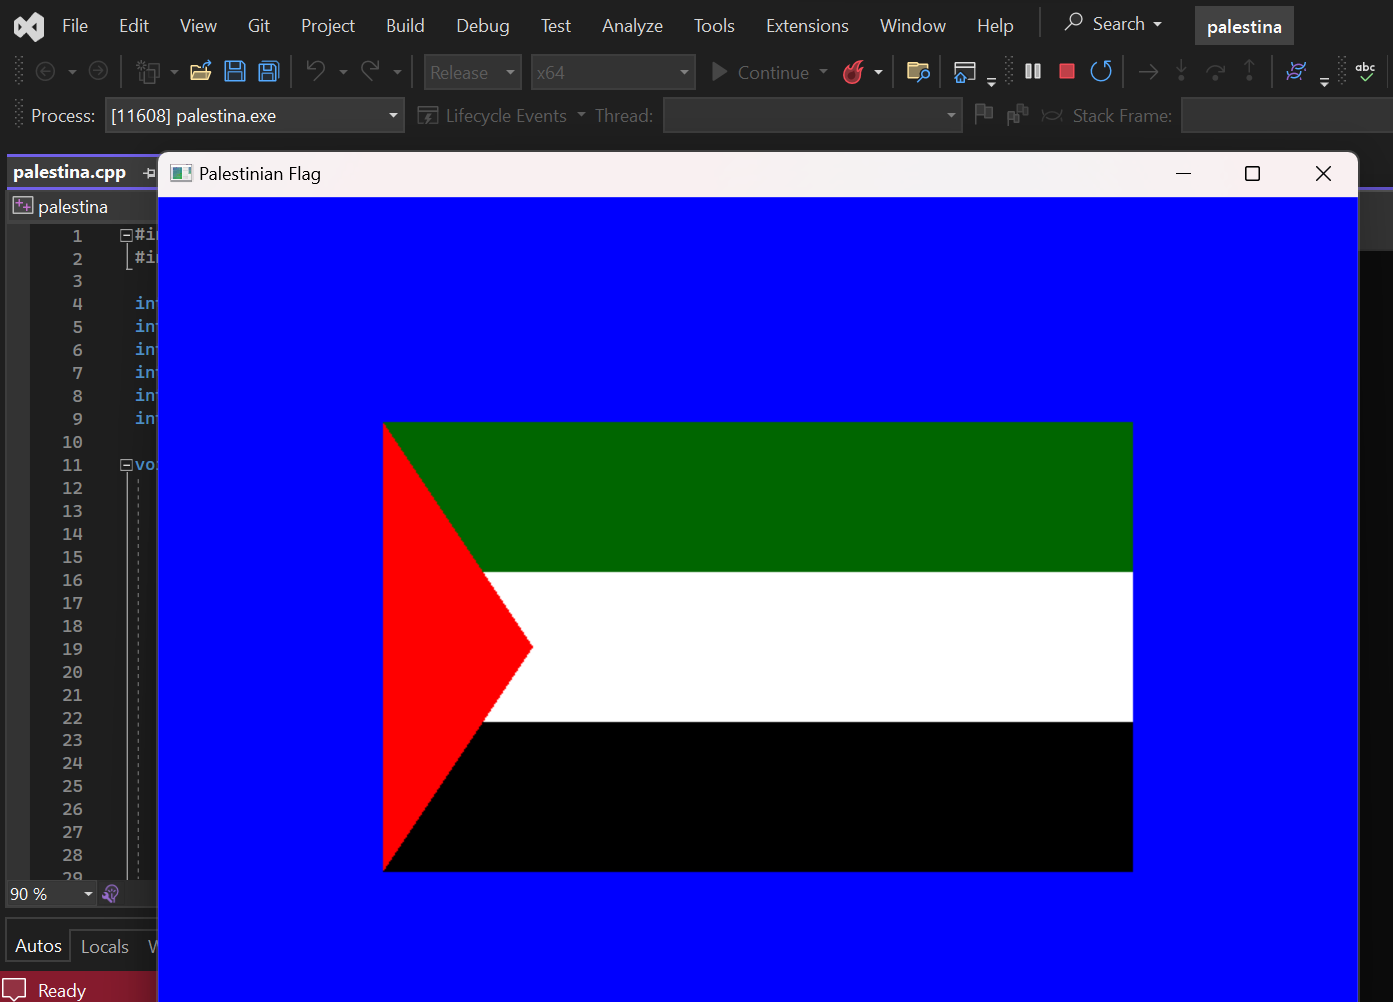 File Edit View Git Project Build Debug Test Analyze Tools Extensions Window Help Search palestina
Release x64 Continue abc
Process: [11608] palestina.exe Lifecycle Events Thread: Stack Frame:
palestina.cpp Palestinian Flag
palestina
1 #i
2 #i
3
4 in
5 in
6 in
7 in
8 in
9 in
10
11 vo
12
13
14
15
16
17
18
19
20
21
22
23
24
25
26
27
28
29
90 %
Autos Locals W
Ready